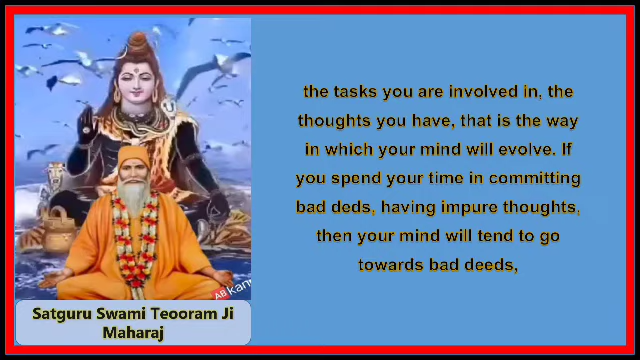 the tasks you are involved in, the
thoughts you have, that is the way
in which your mind will evolve. If
you spend your time in committing
bad deds, having impure thoughts,
then your mind will tend to go
towards bad deeds,
AB
Satguru Swami Teooram Ji
Maharaj